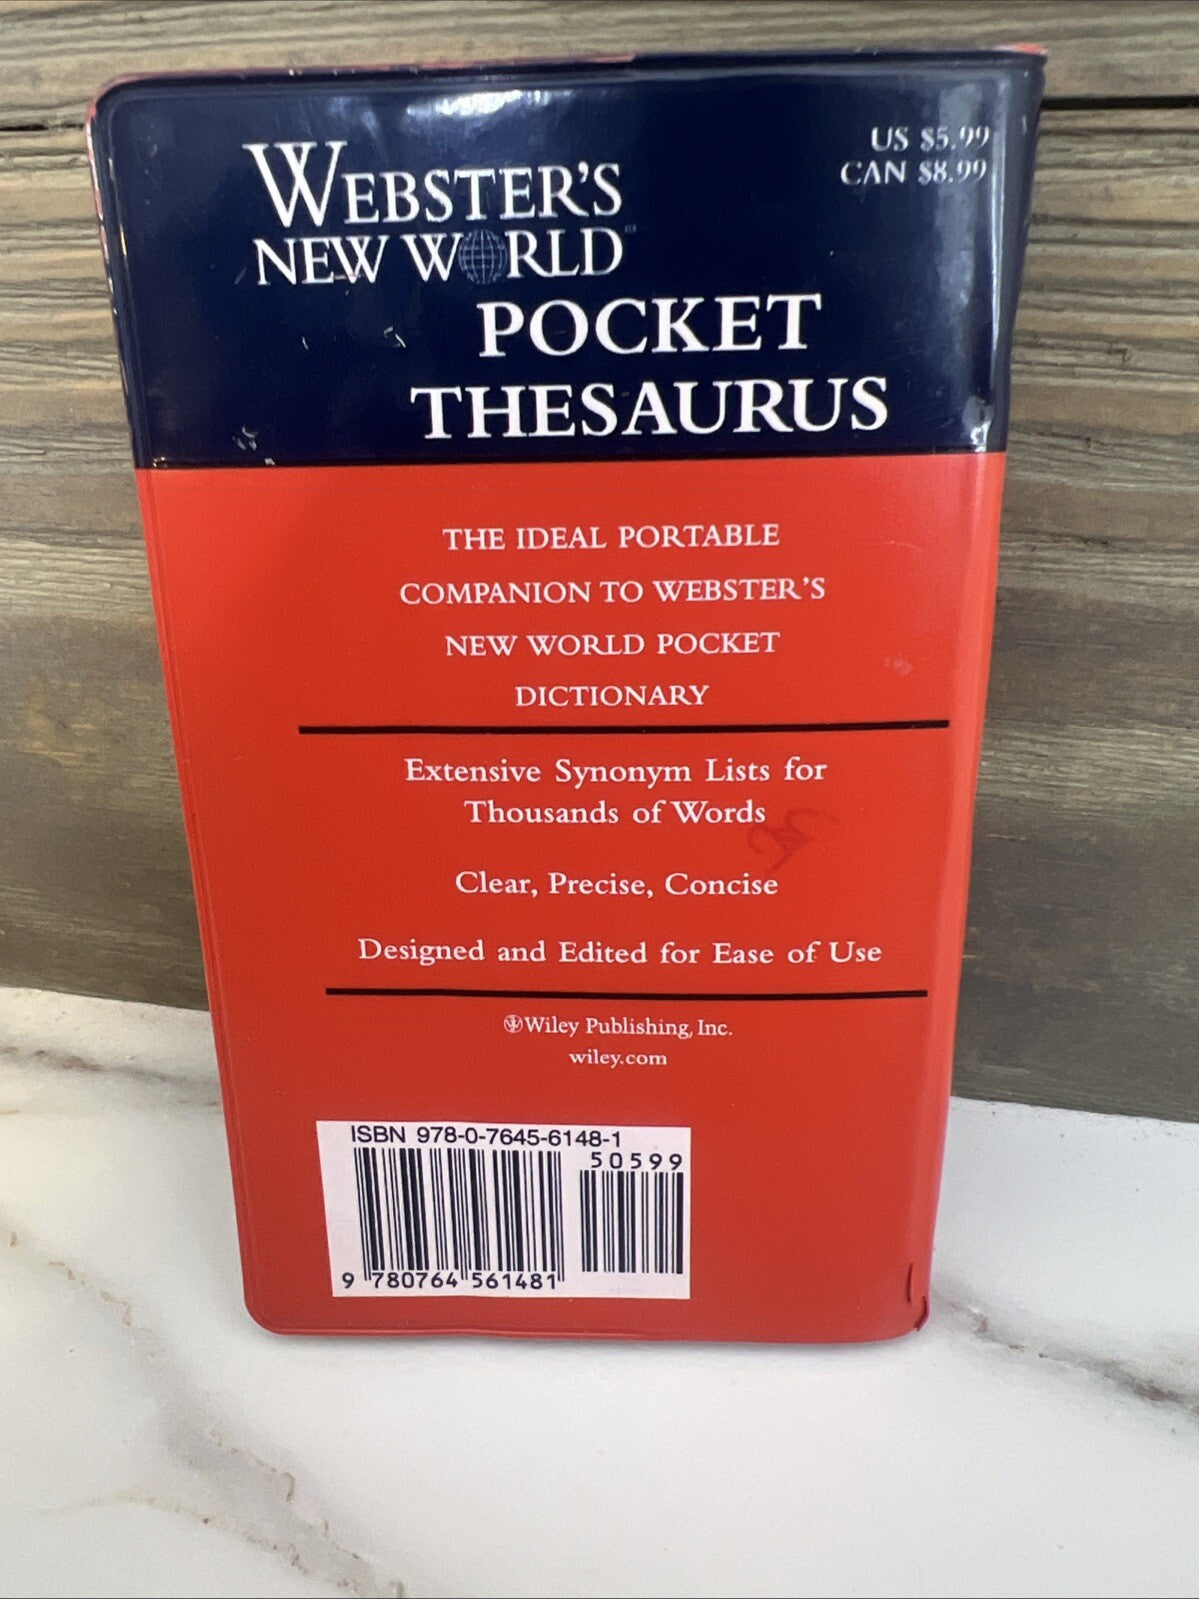 US $5.99
CAN $8.99
WEBSTER'S
NEW WORLD™
POCKET
THESAURUS
THE IDEAL PORTABLE
COMPANION TO WEBSTER'S
NEW WORLD POCKET
DICTIONARY
Extensive Synonym Lists for
Thousands of Words
Clear, Precise, Concise
Designed and Edited for Ease of Use
Wiley Publishing, Inc.
wiley.com
ISBN 978-0-7645-6148-1
50599
9 780764 561481